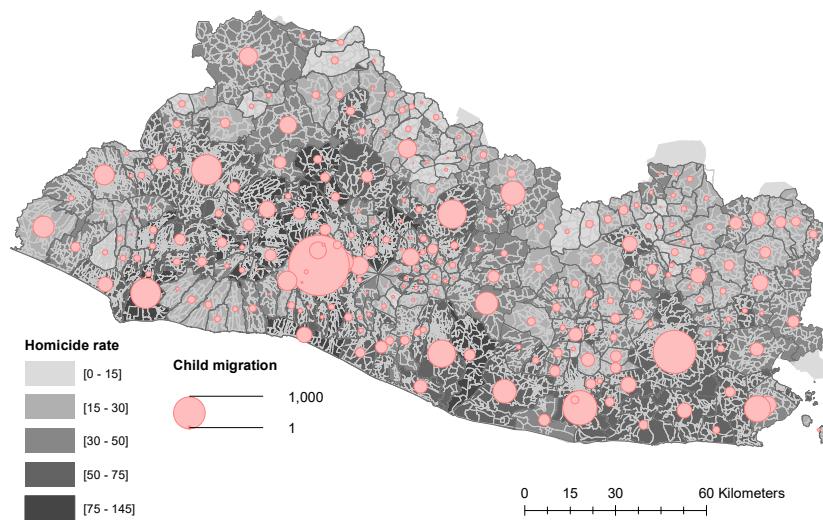 Homicide rate
[0 - 15]
[15 - 30]
[30 - 50]
[50 - 75]
[75 - 145]
Child migration
1,000
1
0 15 30 60 Kilometers